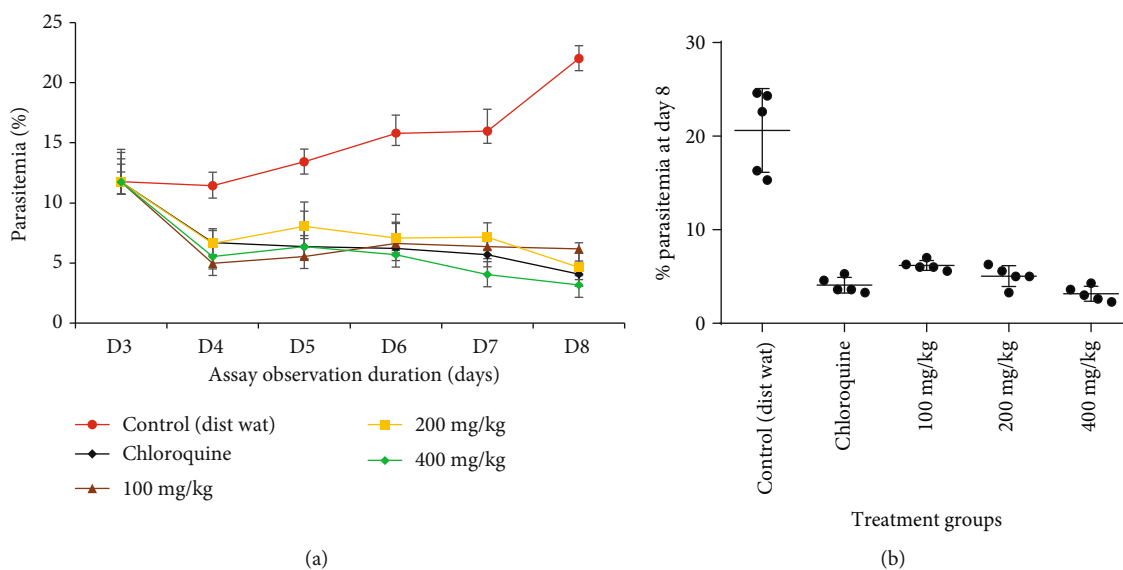 Parasitemia (%)
25
20
15
10
5
0
D3 D4 D5 D6 D7 D8
Assay observation duration (days)
Control (dist wat)
Chloroquine
100 mg/kg
200 mg/kg
400 mg/kg
(a)
% parasitemia at day 8
30
20
10
0
Control (dist wat)
Chloroquine
100 mg/kg
200 mg/kg
400 mg/kg
Treatment groups
(b)